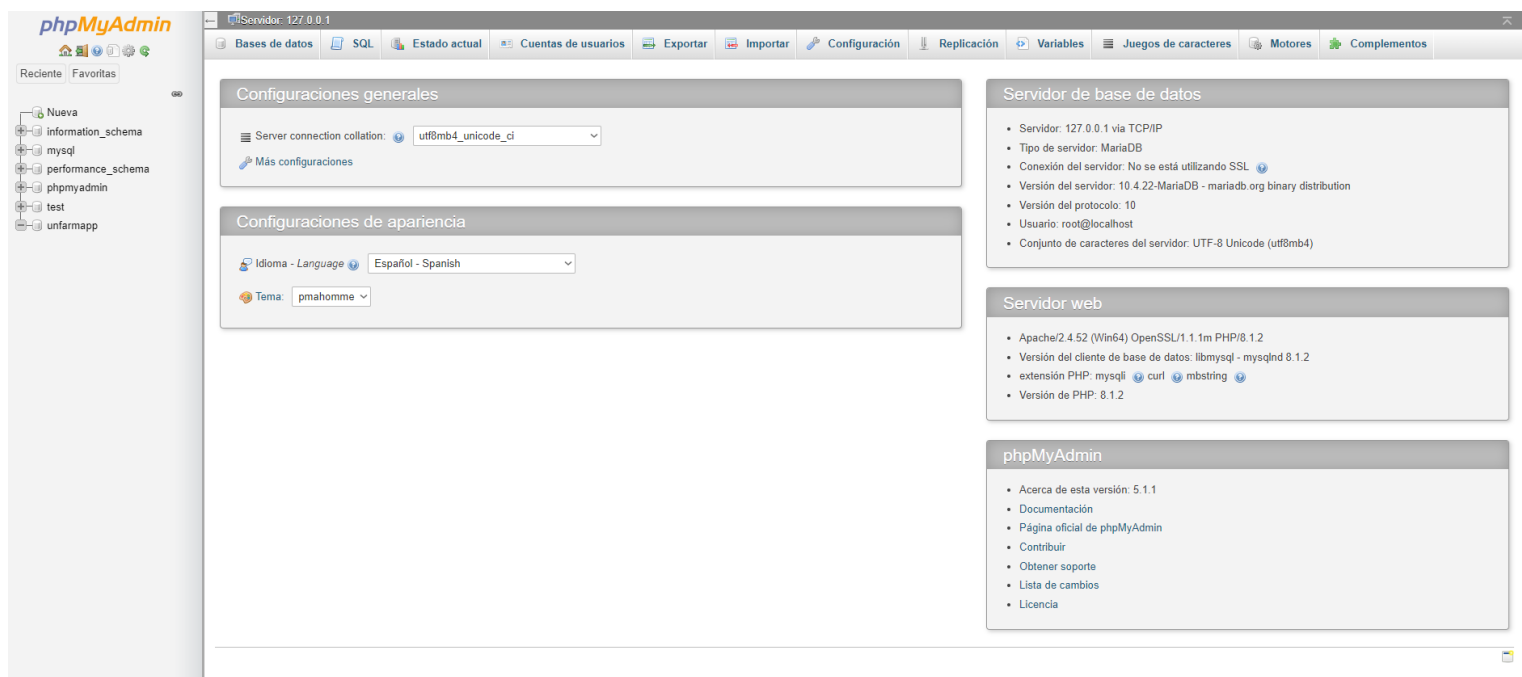 phpMyAdmin
Reciente Favoritas
Nueva
information_schema
mysql
performance_schema
phpmyadmin
test
unfarmapp
Servidor: 127.0.0.1
Bases de datos SQL Estado actual Cuentas de usuarios Exportar Importar Configuración Replicación Variables Juegos de caracteres Motores Complementos
Configuraciones generales
Server connection collation: utf8mb4_unicode_ci
Más configuraciones
Configuraciones de apariencia
Idioma - Language Español - Spanish
Tema: pmahomme
Servidor de base de datos
• Servidor: 127.0.0.1 via TCP/IP
• Tipo de servidor: MariaDB
• Conexión del servidor: No se está utilizando SSL
• Versión del servidor: 10.4.22-MariaDB - mariadb.org binary distribution
• Versión del protocolo: 10
• Usuario: root@localhost
• Conjunto de caracteres del servidor: UTF-8 Unicode (utf8mb4)
Servidor web
• Apache/2.4.52 (Win64) OpenSSL/1.1.1m PHP/8.1.2
• Versión del cliente de base de datos: libmysql - mysqlnd 8.1.2
• extensión PHP: mysqli curl mbstring
• Versión de PHP: 8.1.2
phpMyAdmin
• Acerca de esta versión: 5.1.1
• Documentación
• Página oficial de phpMyAdmin
• Contribuir
• Obtener soporte
• Lista de cambios
• Licencia